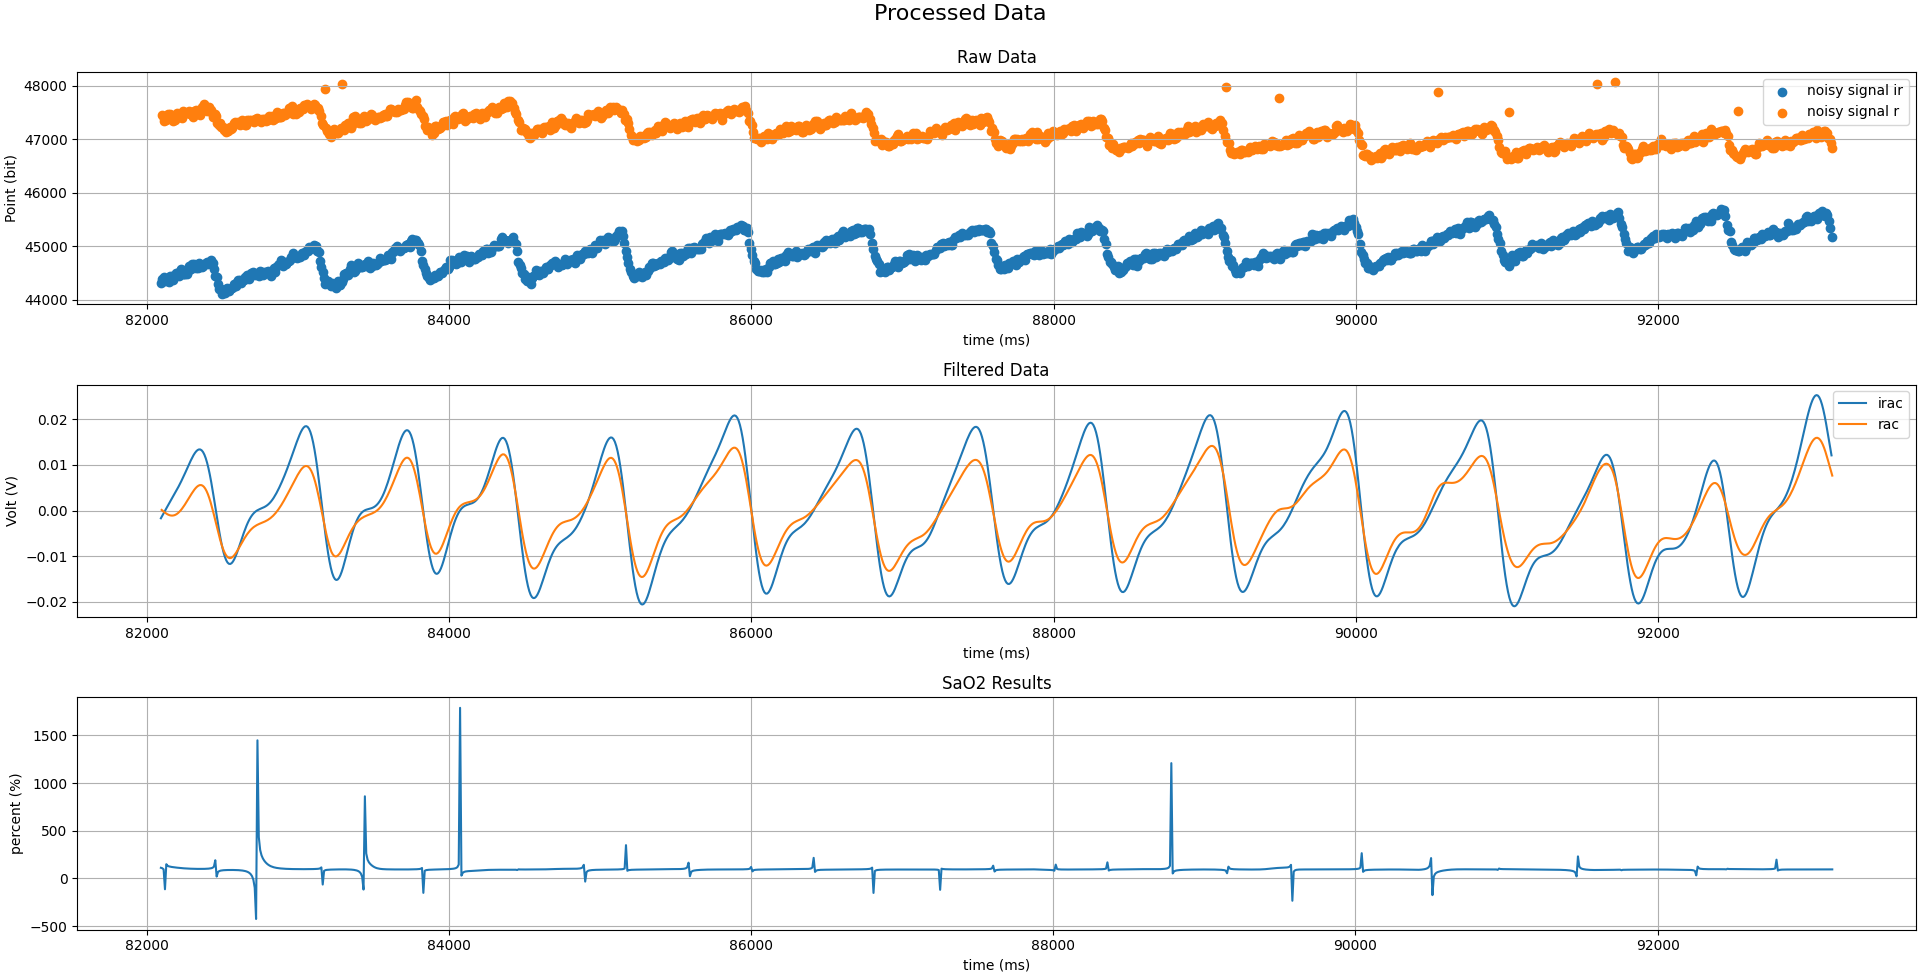 Processed Data
Raw Data
48000
47000
46000
45000
44000
Point (bit)
noisy signal ir
noisy signal r
82000 84000 86000 88000 90000 92000
time (ms)
Filtered Data
0.02
0.01
0.00
−0.01
−0.02
Volt (V)
irac
rac
82000 84000 86000 88000 90000 92000
time (ms)
SaO2 Results
1500
1000
500
0
−500
percent (%)
82000 84000 86000 88000 90000 92000
time (ms)